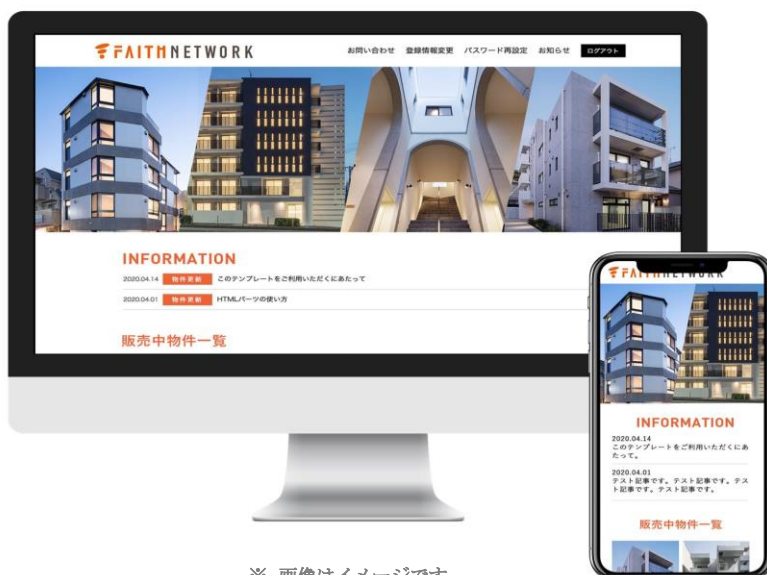 FAITHNETWORK
お問い合わせ 登録情報変更 パスワード再設定 お知らせ ログアウト
INFORMATION
2020.04.14 物件更新 このテンプレートをご利用いただくにあたって
2020.04.01 物件更新 HTMLパーツの使い方
販売中物件一覧
FAITHNETWORK
INFORMATION
2020.04.14
このテンプレートをご利用いただくにあ
たって。
2020.04.01
テスト記事です。テスト記事です。テス
ト記事です。テスト記事です。
販売中物件一覧
※ 画像はイメージです